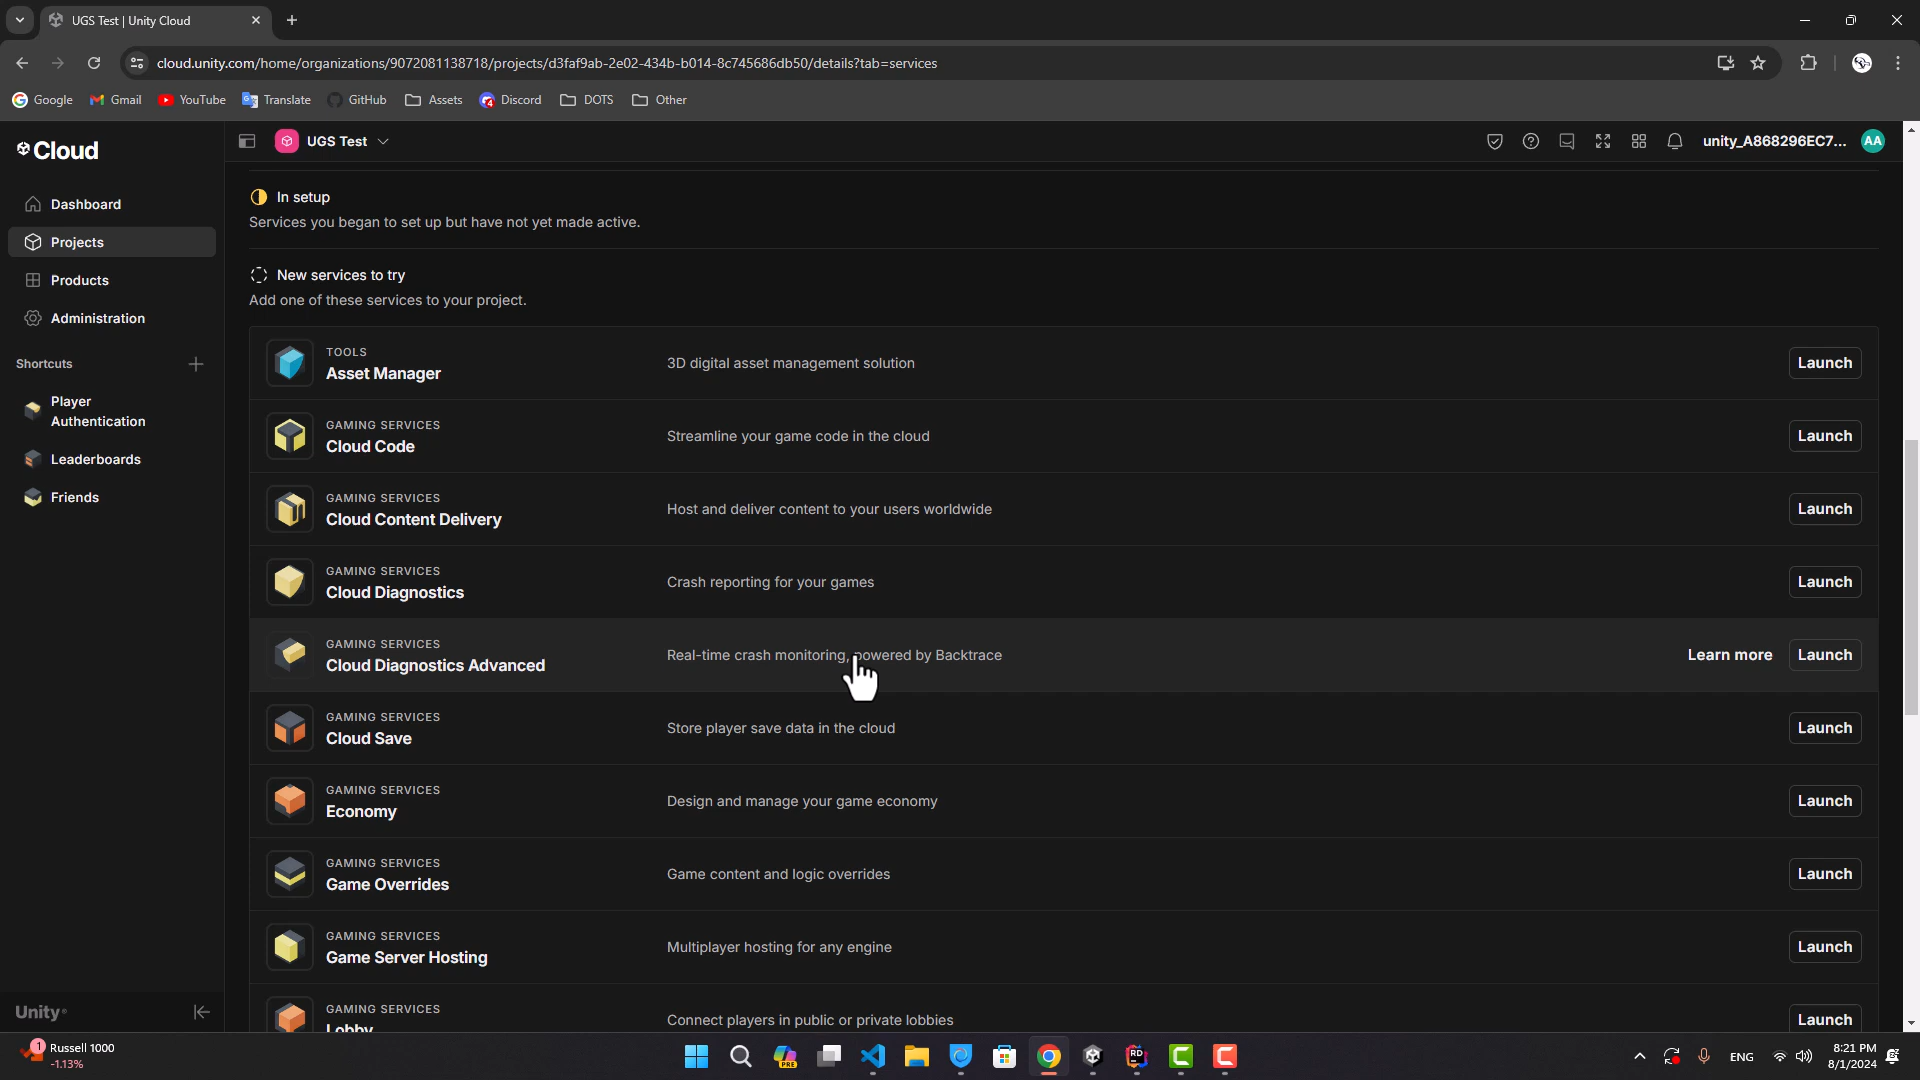 UGS Test | Unity Cloud
cloud.unity.com/home/organizations/9072081138718/projects/d3faf9ab-2e02-434b-b014-8c745686db50/details?tab=services
Google
Gmail
YouTube
Translate
GitHub
Assets
Discord
DOTS
Other
Cloud
UGS Test
unity_A868296EC7...
AA
Dashboard
Projects
Products
Administration
Shortcuts
Player
Authentication
Leaderboards
Friends
In setup
Services you began to set up but have not yet made active.
New services to try
Add one of these services to your project.
TOOLS
Asset Manager
3D digital asset management solution
Launch
GAMING SERVICES
Cloud Code
Streamline your game code in the cloud
Launch
GAMING SERVICES
Cloud Content Delivery
Host and deliver content to your users worldwide
Launch
GAMING SERVICES
Cloud Diagnostics
Crash reporting for your games
Launch
GAMING SERVICES
Cloud Diagnostics Advanced
Real-time crash monitoring, powered by Backtrace
Learn more
Launch
GAMING SERVICES
Cloud Save
Store player save data in the cloud
Launch
GAMING SERVICES
Economy
Design and manage your game economy
Launch
GAMING SERVICES
Game Overrides
Game content and logic overrides
Launch
GAMING SERVICES
Game Server Hosting
Multiplayer hosting for any engine
Launch
GAMING SERVICES
Lobby
Connect players in public or private lobbies
Launch
Unity
1
Russell 1000
-1.13%
PRE
RD
ENG
8:21 PM
8/1/2024